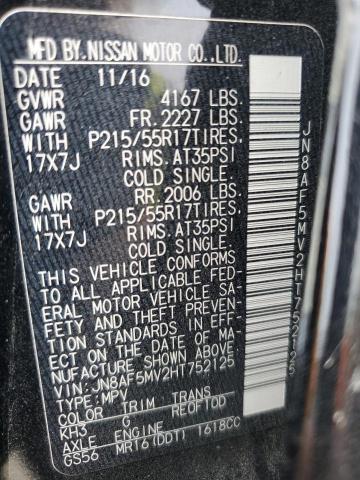 MFD BY.NISSAN MOTOR CO.,LTD.
DATE 11/16
GVWR 4167 LBS.
GAWR FR. 2227 LBS.
WITH P215/55R17TIRES.
17X7J RIMS. AT35PSI
COLD SINGLE.
GAWR RR. 2006 LBS.
WITH P215/55R17TIRES.
17X7J RIMS. AT35PSI
COLD SINGLE.
THIS VEHICLE CONFORMS
TO ALL APPLICABLE FED-
ERAL MOTOR VEHICLE SA-
FETY AND THEFT PREVEN-
TION STANDARDS IN EFF-
ECT ON THE DATE OF MA-
NUFACTURE SHOWN ABOVE.
VIN: JN8AF5MV2HT752125
TYPE: MPV
COLOR TRIM TRANS
KH3 G RE0F10D
AXLE ENGINE
GS56 MR16(DDT) 1618CC
JN8AF5MV2HT752125